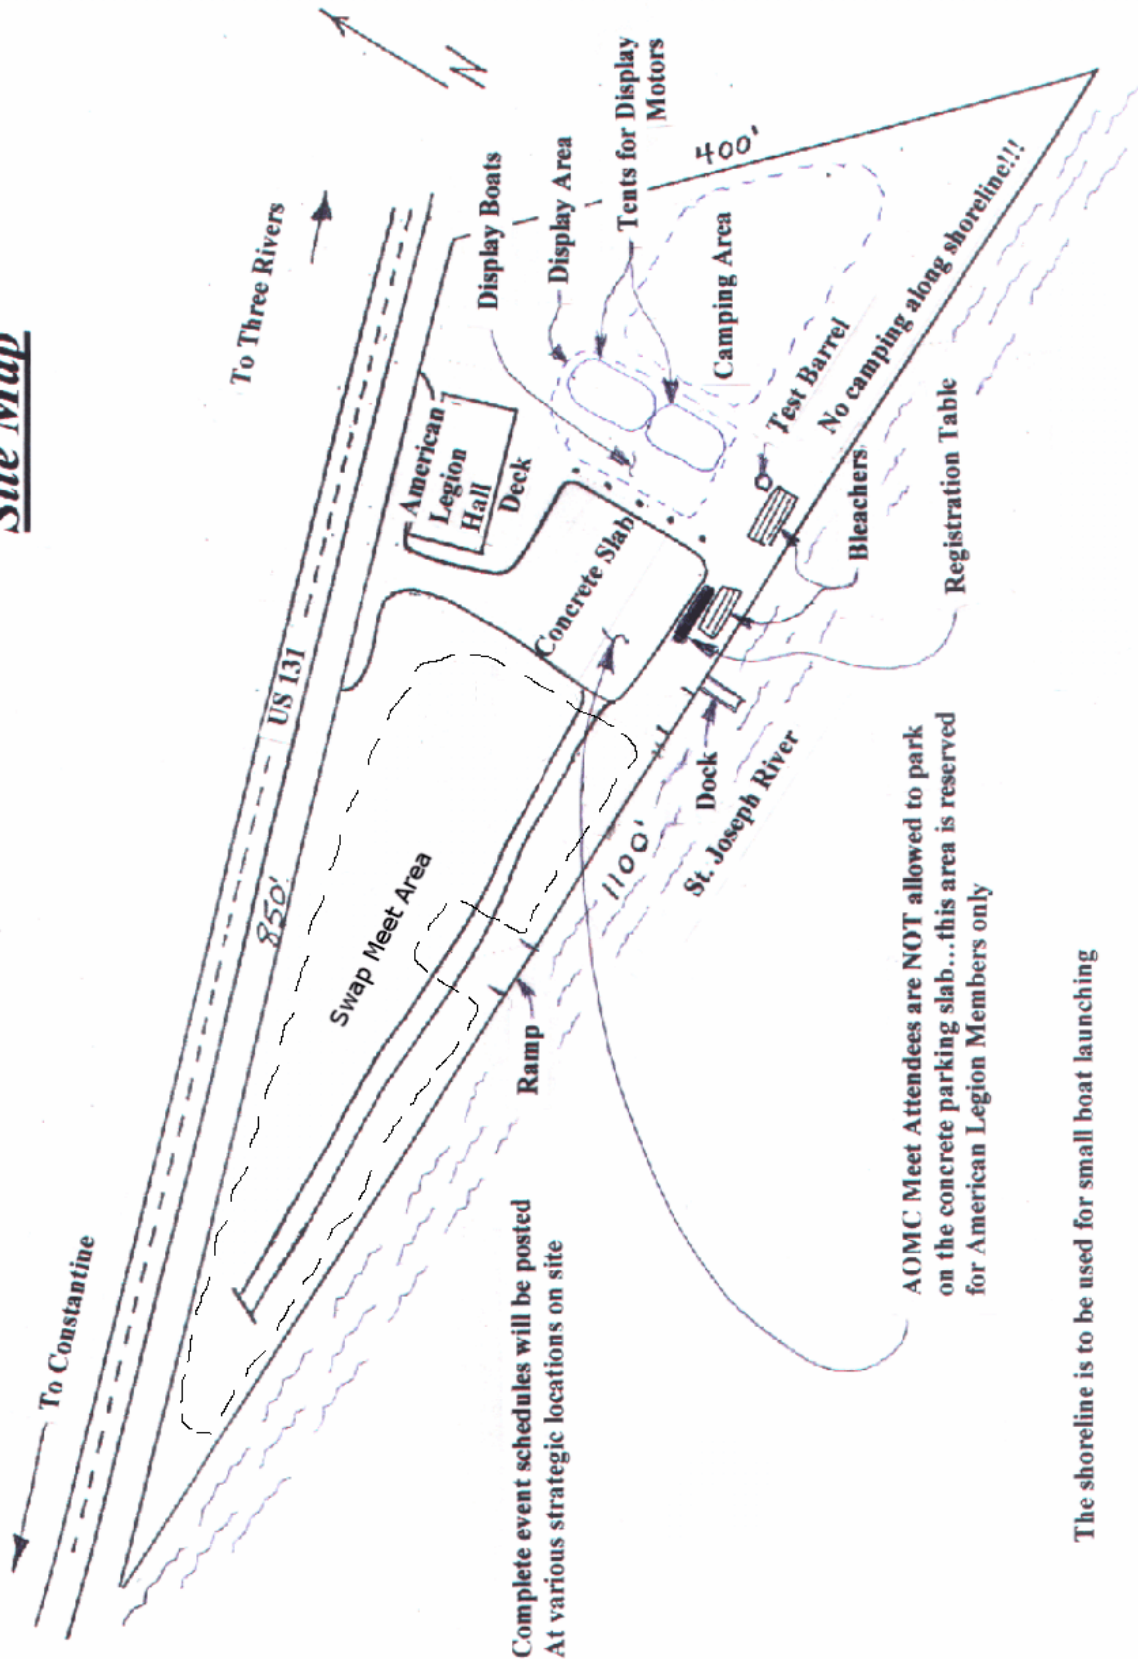 Site Map
To Constantine
To Three Rivers
N
US 131
850'
American
Legion
Hall
Deck
Display Boats
Display Area
Tents for Display
Motors
400'
Swap Meet Area
Concrete Slab
Camping Area
Test Barrel
No camping along shoreline!!!
Bleachers
Registration Table
Dock
1100'
St. Joseph River
Ramp
Complete event schedules will be posted
At various strategic locations on site
AOMC Meet Attendees are NOT allowed to park
on the concrete parking slab...this area is reserved
for American Legion Members only
The shoreline is to be used for small boat launching